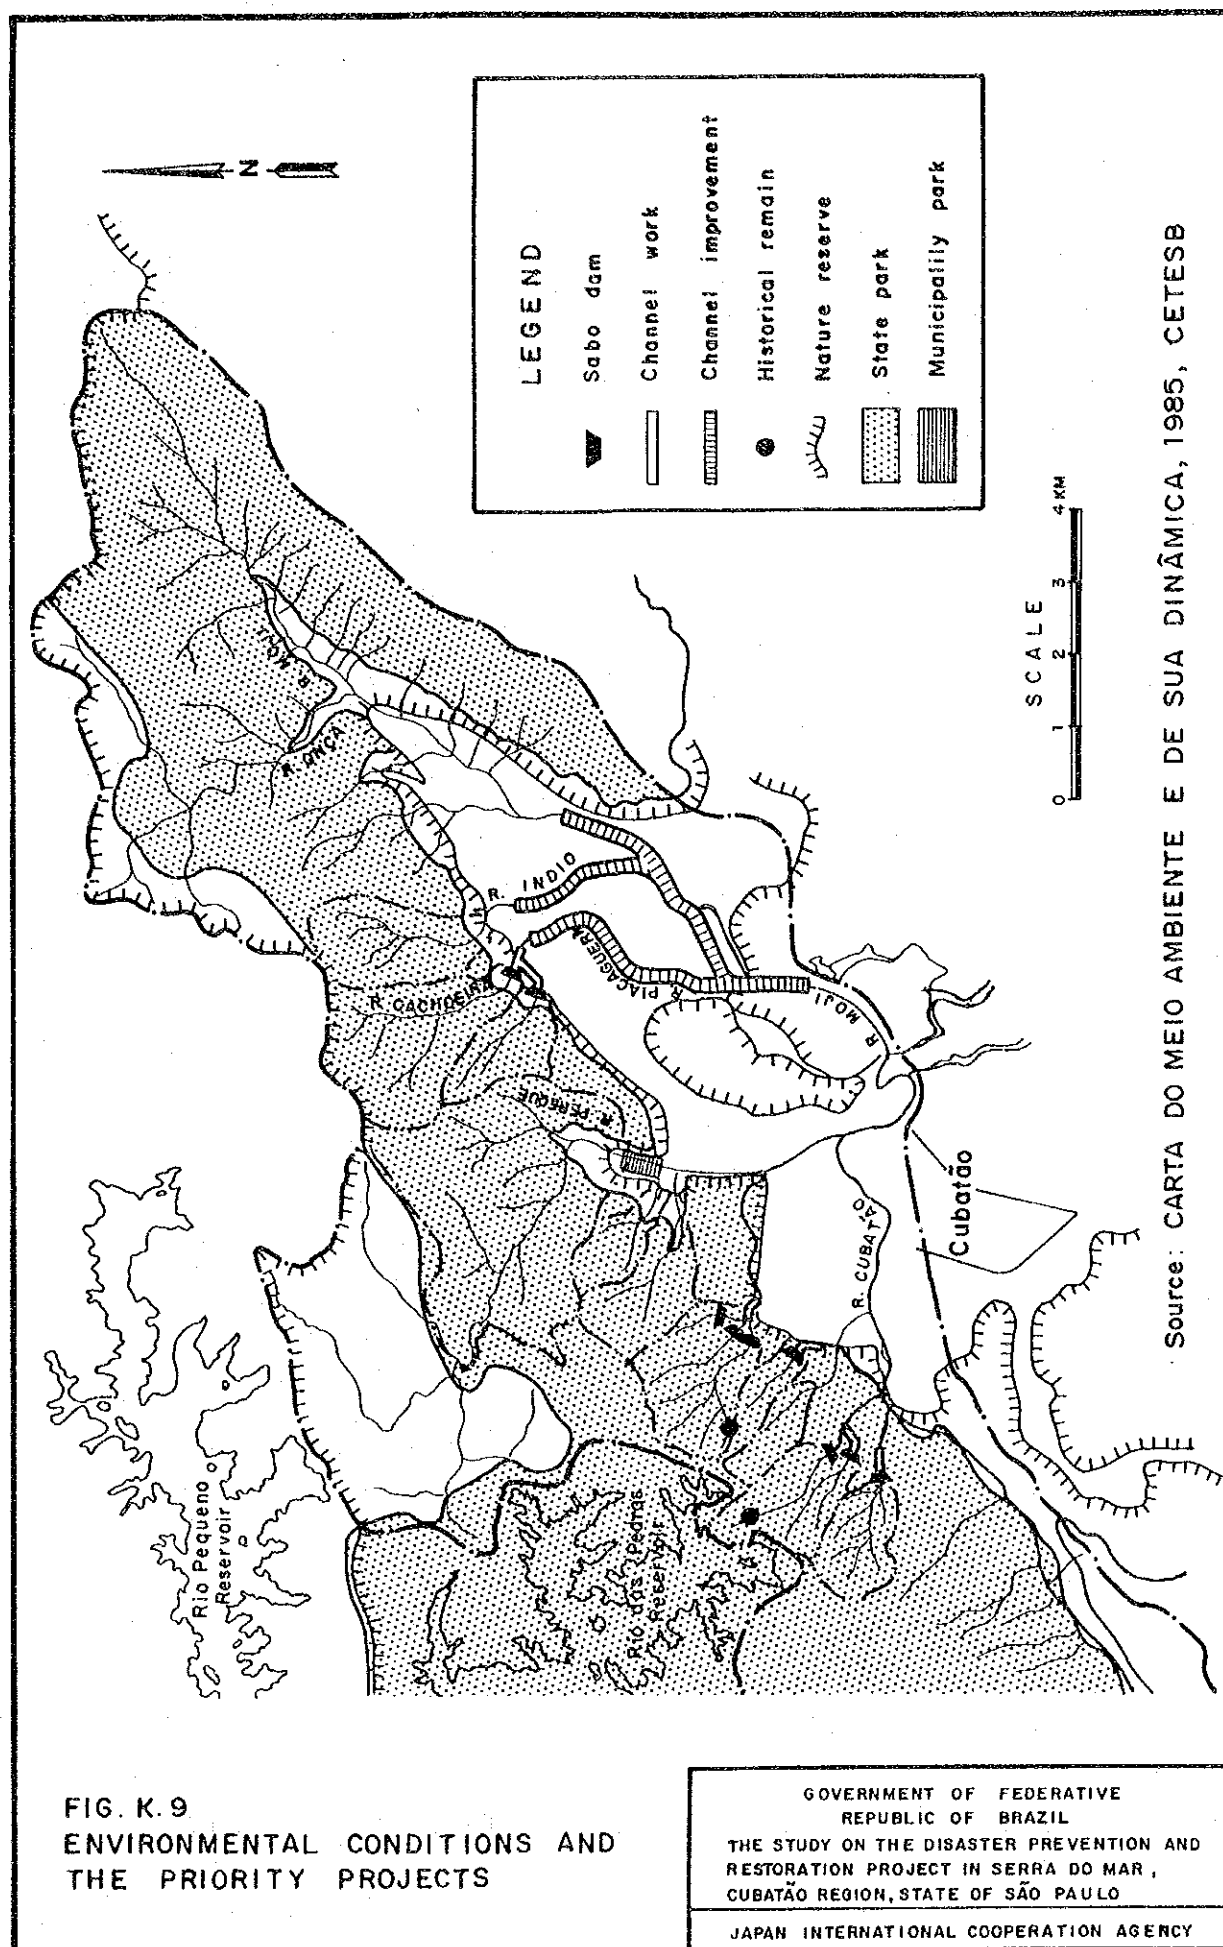 N
LEGEND
Sabo dam
Channel work
Channel improvement
Historical remain
Nature reserve
State park
Municipalily park
SCALE
0 1 2 3 4 KM
R. MOJI
R. ONÇA
R. INDIO
R. PIAÇAGUERA
R. CACHOEIRA
R. MOJI
R. PEREQUE
R. CUBATÃO
Cubatão
Rio Pequeno
Reservoir
Rio das Pedras
Reservoir
Source: CARTA DO MEIO AMBIENTE E DE SUA DINÂMICA, 1985, CETESB
FIG. K.9
ENVIRONMENTAL CONDITIONS AND
THE PRIORITY PROJECTS
GOVERNMENT OF FEDERATIVE
REPUBLIC OF BRAZIL
THE STUDY ON THE DISASTER PREVENTION AND
RESTORATION PROJECT IN SERRA DO MAR,
CUBATÃO REGION, STATE OF SÃO PAULO
JAPAN INTERNATIONAL COOPERATION AGENCY